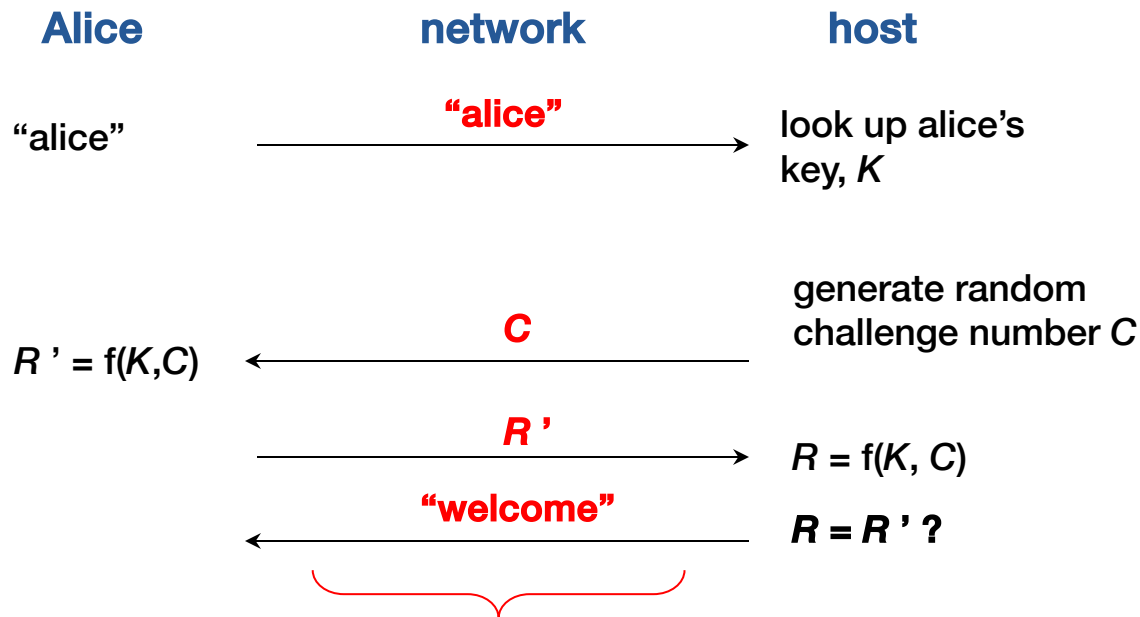 Alice network host
“alice”
“alice”
look up alice’s
key, K
generate random
challenge number C
C
R ’ = f(K,C)
R ’
R = f(K, C)
“welcome”
R = R ’ ?